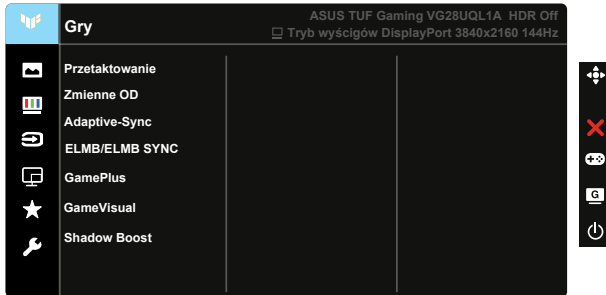 Gry
ASUS TUF Gaming VG28UQL1A HDR Off
Tryb wyścigów DisplayPort 3840x2160 144Hz
Przetaktowanie
Zmienne OD
Adaptive-Sync
ELMB/ELMB SYNC
GamePlus
GameVisual
Shadow Boost
G